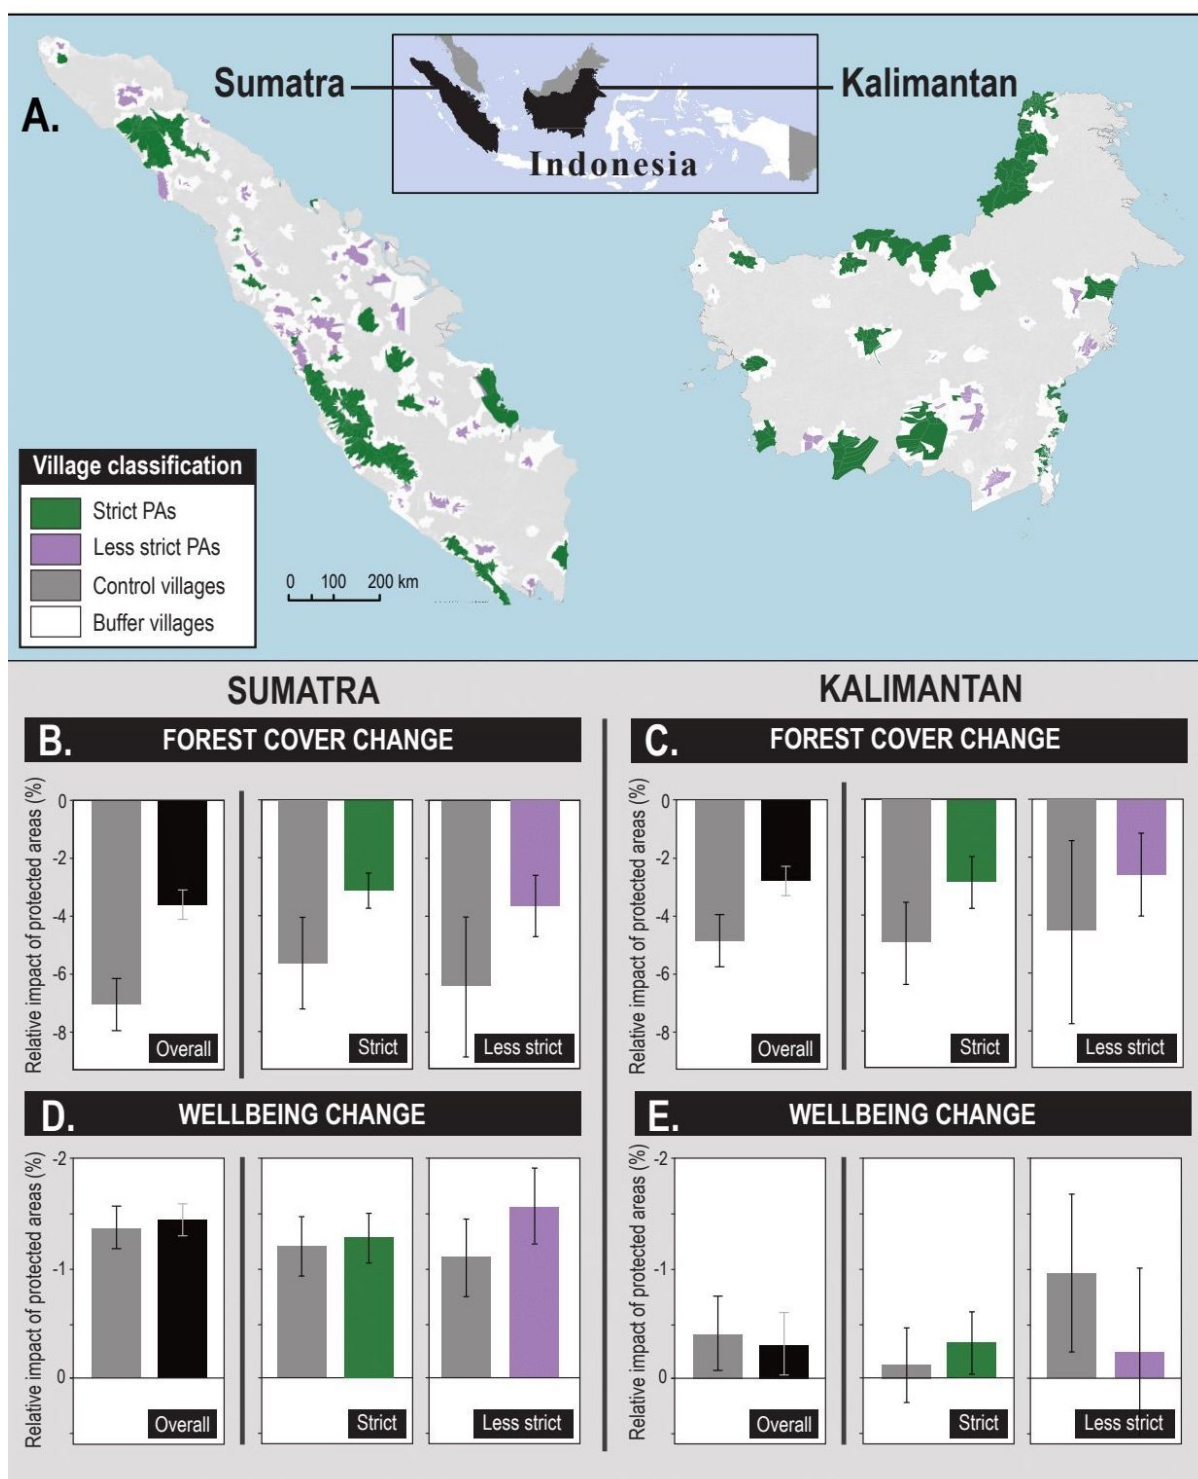 Sumatra
Kalimantan
A.
Indonesia
Village classification
Strict PAs
Less strict PAs
Control villages
Buffer villages
0 100 200 km
SUMATRA
KALIMANTAN
B. FOREST COVER CHANGE
Relative impact of protected areas (%)
0
-2
-4
-6
-8
Overall
Strict
Less strict
C. FOREST COVER CHANGE
Relative impact of protected areas (%)
0
-2
-4
-6
-8
Overall
Strict
Less strict
D. WELLBEING CHANGE
Relative impact of protected areas (%)
-2
-1
0
Overall
Strict
Less strict
E. WELLBEING CHANGE
Relative impact of protected areas (%)
-2
-1
0
Overall
Strict
Less strict